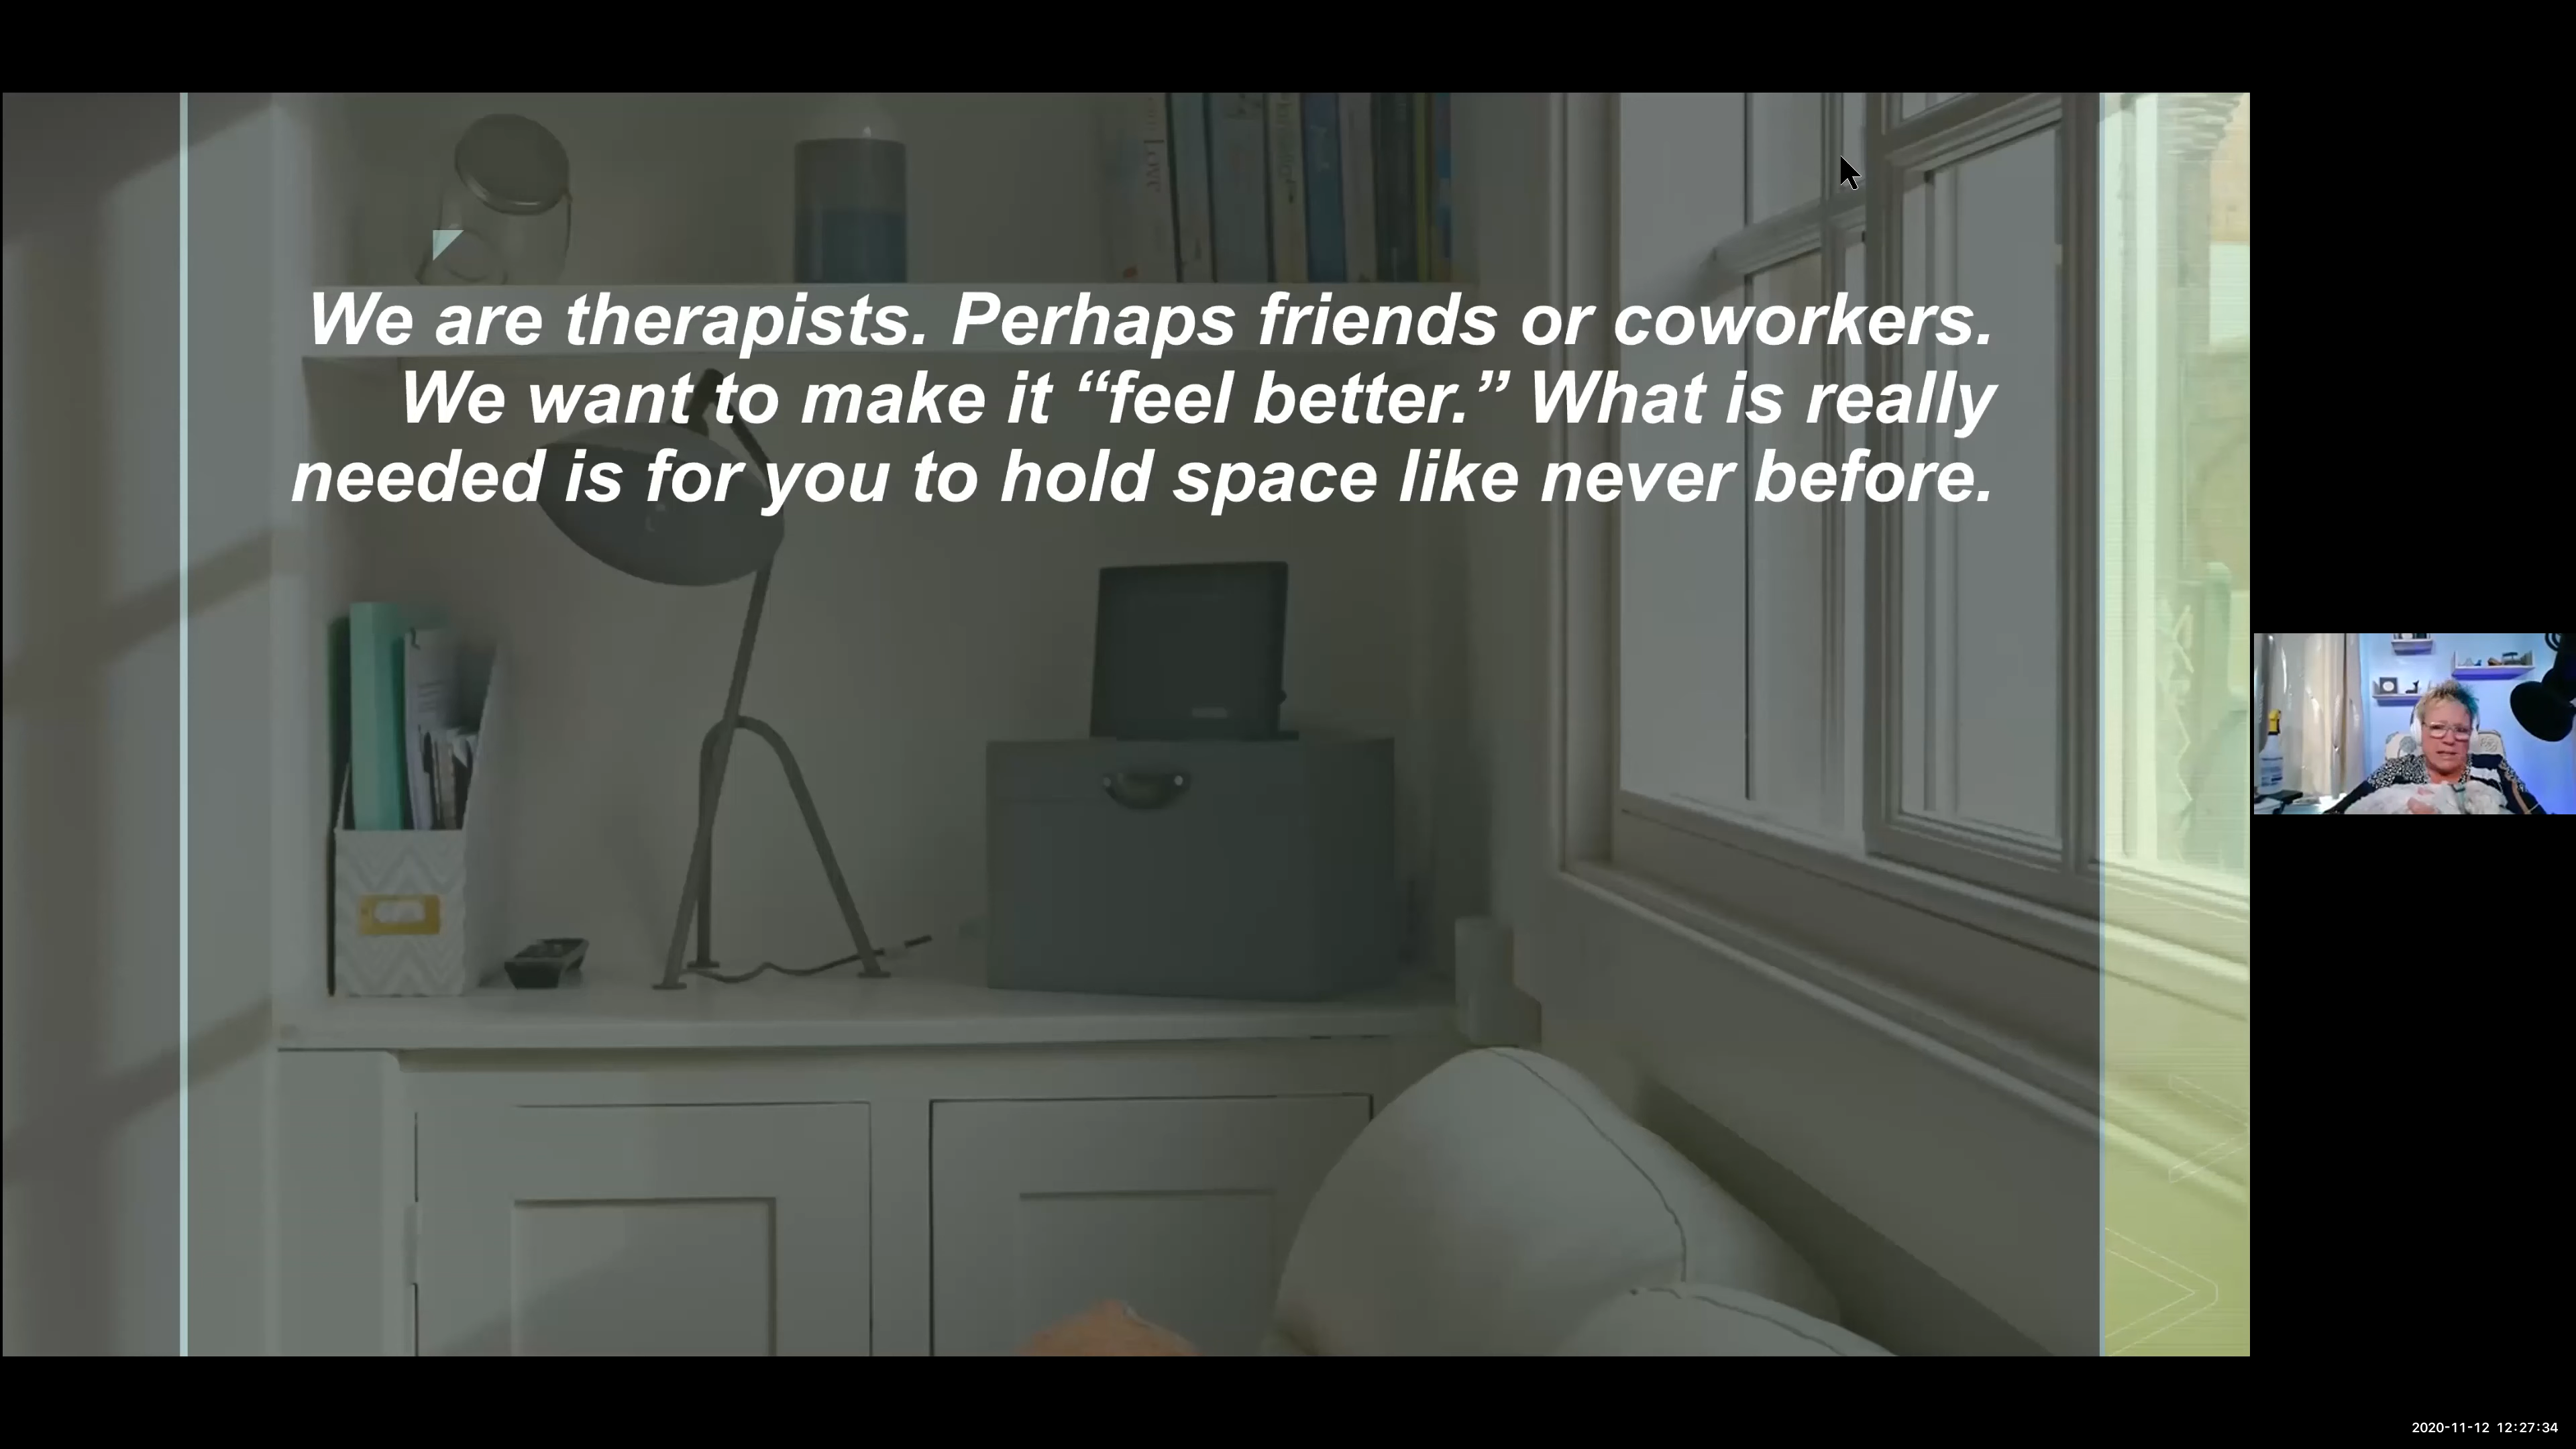 Love
We are therapists. Perhaps friends or coworkers.
We want to make it “feel better.” What is really
needed is for you to hold space like never before.
2020-11-12 12:27:34